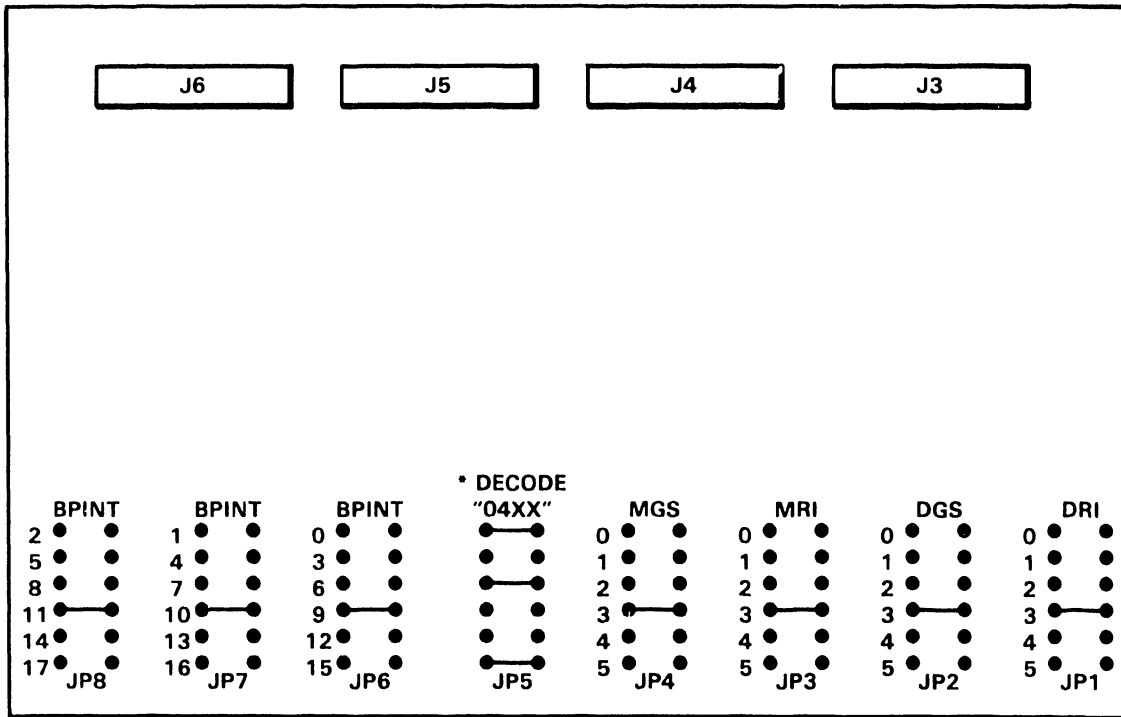 J6 J5 J4 J3
* DECODE
BPINT BPINT BPINT "04XX" MGS MRI DGS DRI
2 1 0 0 0 0 0
5 4 3 1 1 1 1
8 7 6 2 2 2 2
11 10 9 3 3 3 3
14 13 12 4 4 4 4
17 16 15 5 5 5 5
JP8 JP7 JP6 JP5 JP4 JP3 JP2 JP1